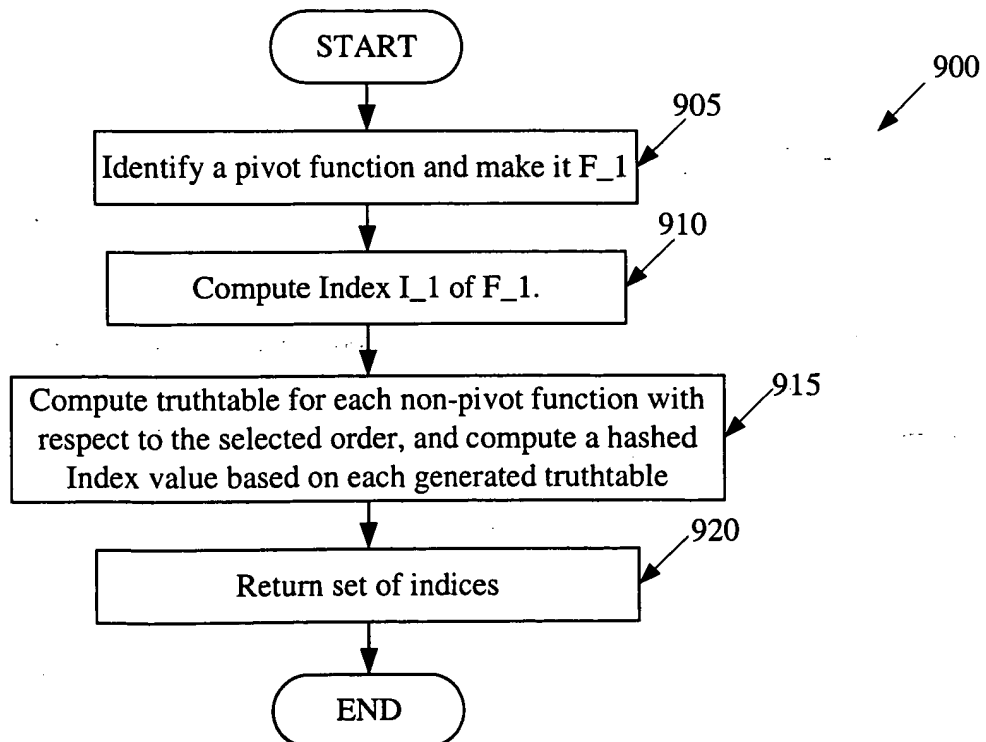 START
900
905
Identify a pivot function and make it F_1
910
Compute Index I_1 of F_1.
915
Compute truthtable for each non-pivot function with
respect to the selected order, and compute a hashed
Index value based on each generated truthtable
920
Return set of indices
END